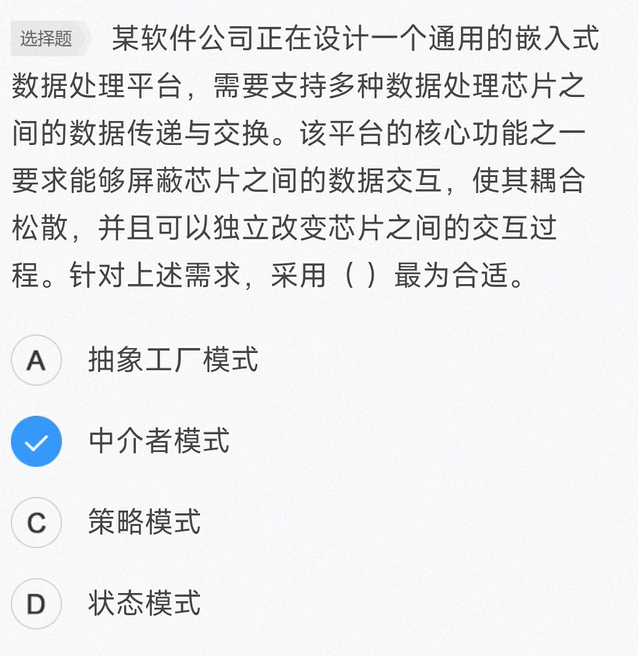 选择题 某软件公司正在设计一个通用的嵌入式
数据处理平台，需要支持多种数据处理芯片之
间的数据传递与交换。该平台的核心功能之一
要求能够屏蔽芯片之间的数据交互，使其耦合
松散，并且可以独立改变芯片之间的交互过
程。针对上述需求，采用（ ）最为合适。
A 抽象工厂模式
中介者模式
C 策略模式
D 状态模式